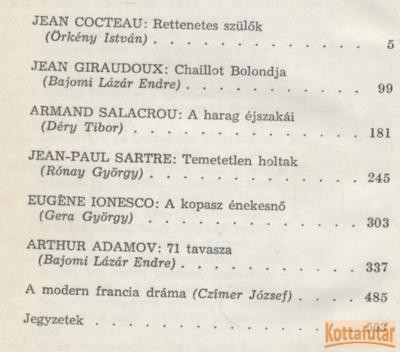 JEAN COCTEAU: Rettenetes szülők
(Örkény István) . . . . . . . . . . . . . 5
JEAN GIRAUDOUX: Chaillot Bolondja
(Bajomi Lázár Endre) . . . . . . . . . . 99
ARMAND SALACROU: A harag éjszakái
(Déry Tibor) . . . . . . . . . . . . . 181
JEAN-PAUL SARTRE: Temetetlen holtak
(Rónay György) . . . . . . . . . . . . 245
EUGÈNE IONESCO: A kopasz énekesnő
(Gera György) . . . . . . . . . . . . 303
ARTHUR ADAMOV: 71 tavasza
(Bajomi Lázár Endre) . . . . . . . . . . 337
A modern francia dráma (Czímer József) . . . . 485
Jegyzetek . . . . . . . . . . . . . .
Kottafutár